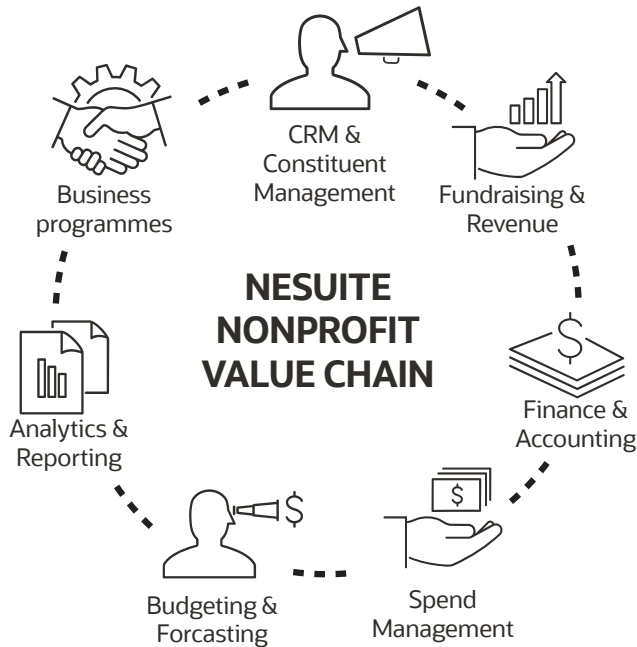 CRM &
Constituent
Management
Fundraising &
Revenue
Business
programmes
NESUITE
NONPROFIT
VALUE CHAIN
$
Finance &
Accounting
Analytics &
Reporting
$
Spend
Management
$
Budgeting &
Forcasting